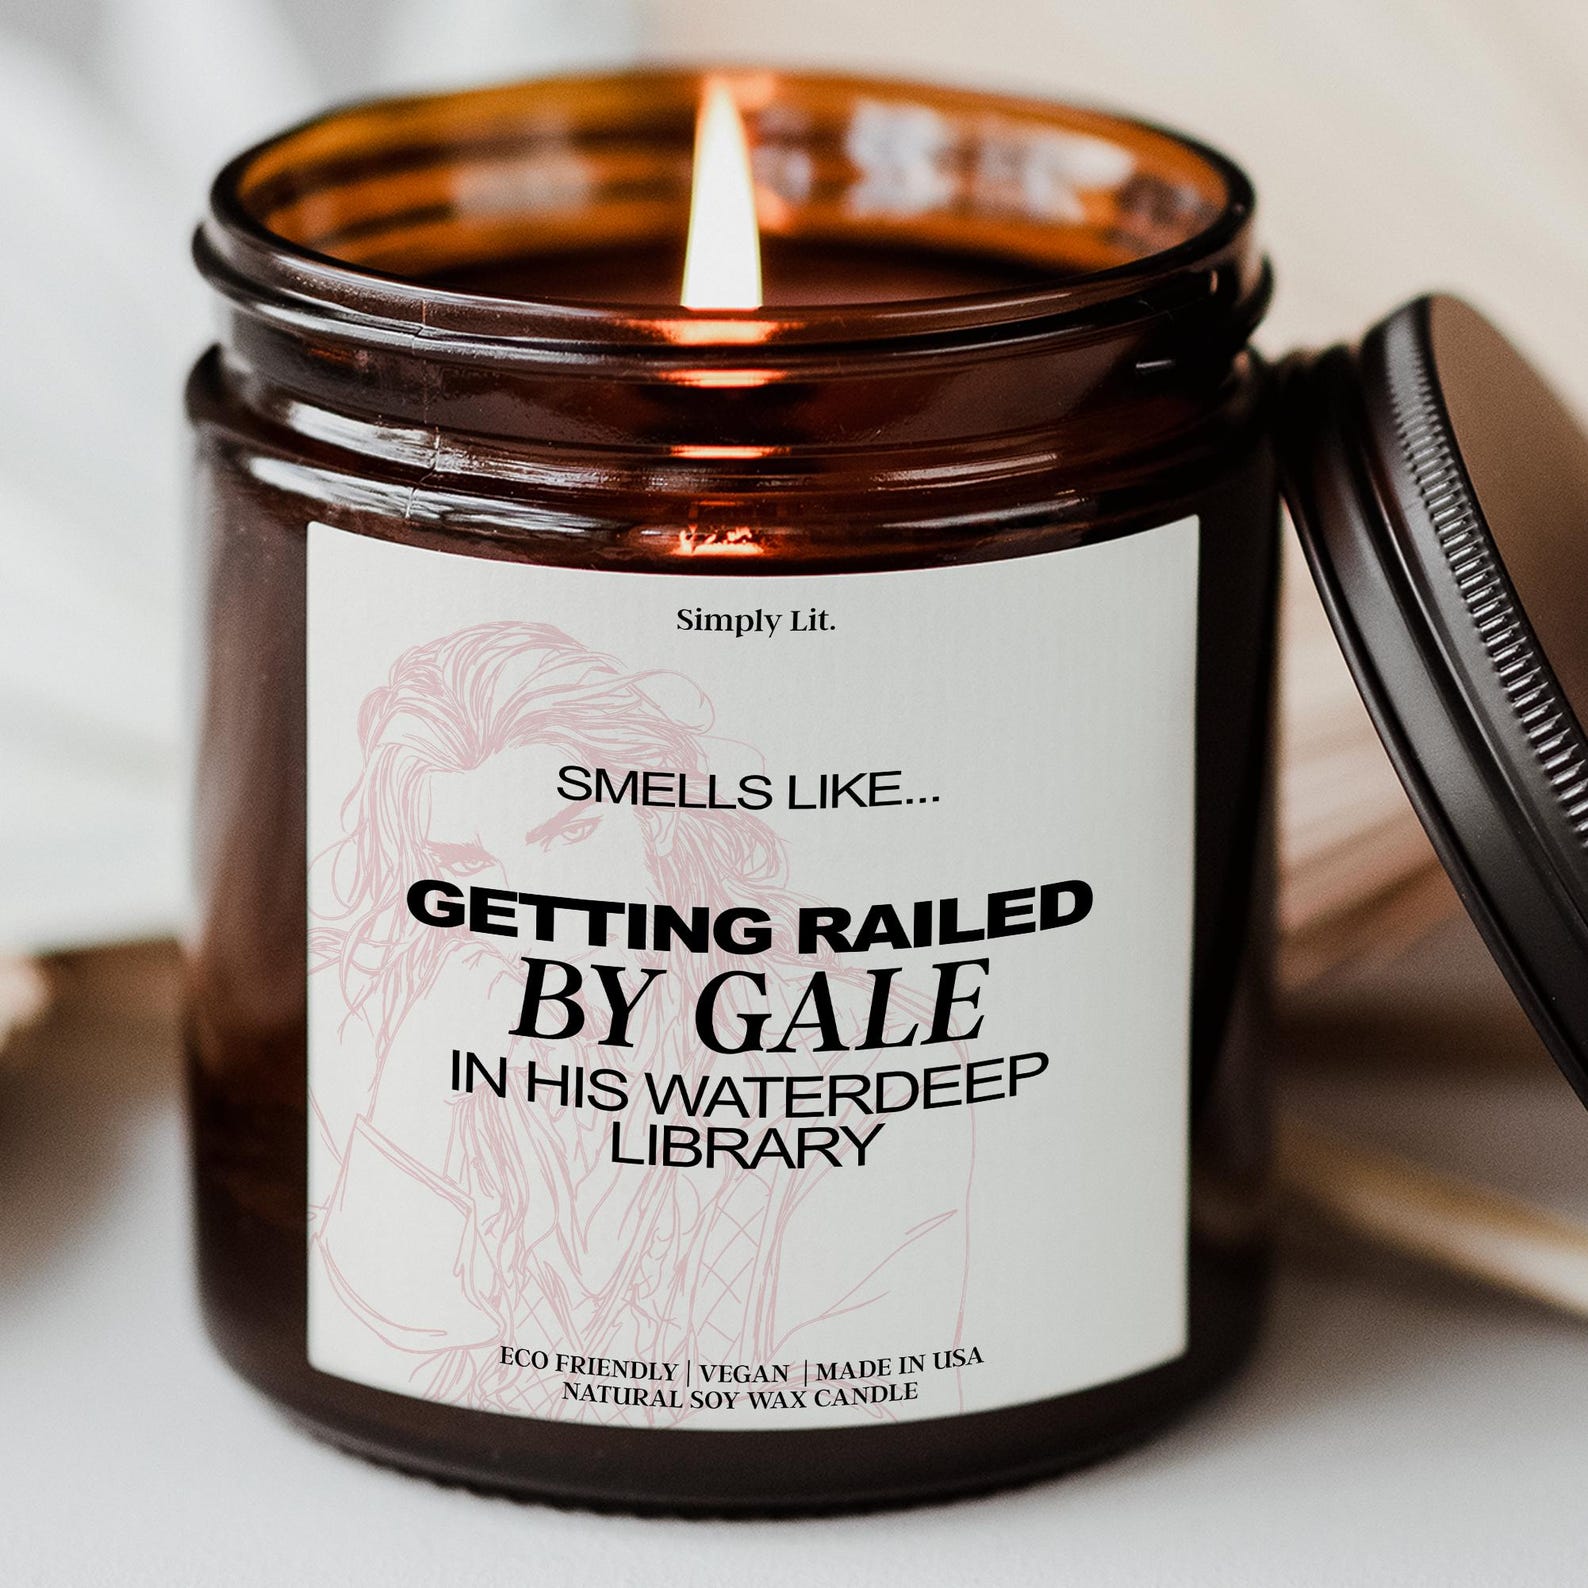 Simply Lit.
SMELLS LIKE...
GETTING RAILED
BY GALE
IN HIS WATERDEEP
LIBRARY
ECO FRIENDLY | VEGAN | MADE IN USA
NATURAL SOY WAX CANDLE